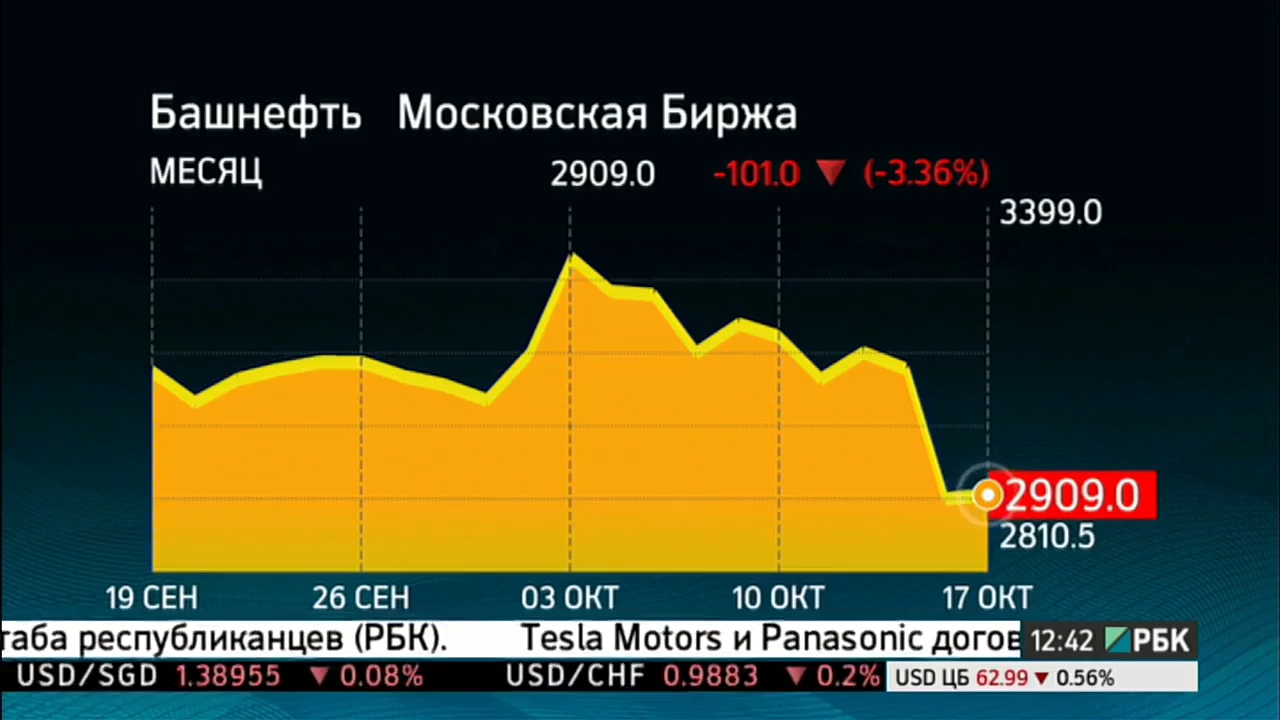 Башнефть Московская Биржа
МЕСЯЦ 2909.0 -101.0 ▼ (-3.36%)
3399.0
2909.0
2810.5
19 СЕН 26 СЕН 03 ОКТ 10 ОКТ 17 ОКТ
таба республиканцев (РБК). Tesla Motors и Panasonic догов 12:42 РБК
USD/SGD 1.38955 ▼ 0.08% USD/CHF 0.9883 ▼ 0.2% USD ЦБ 62.99 ▼ 0.56%